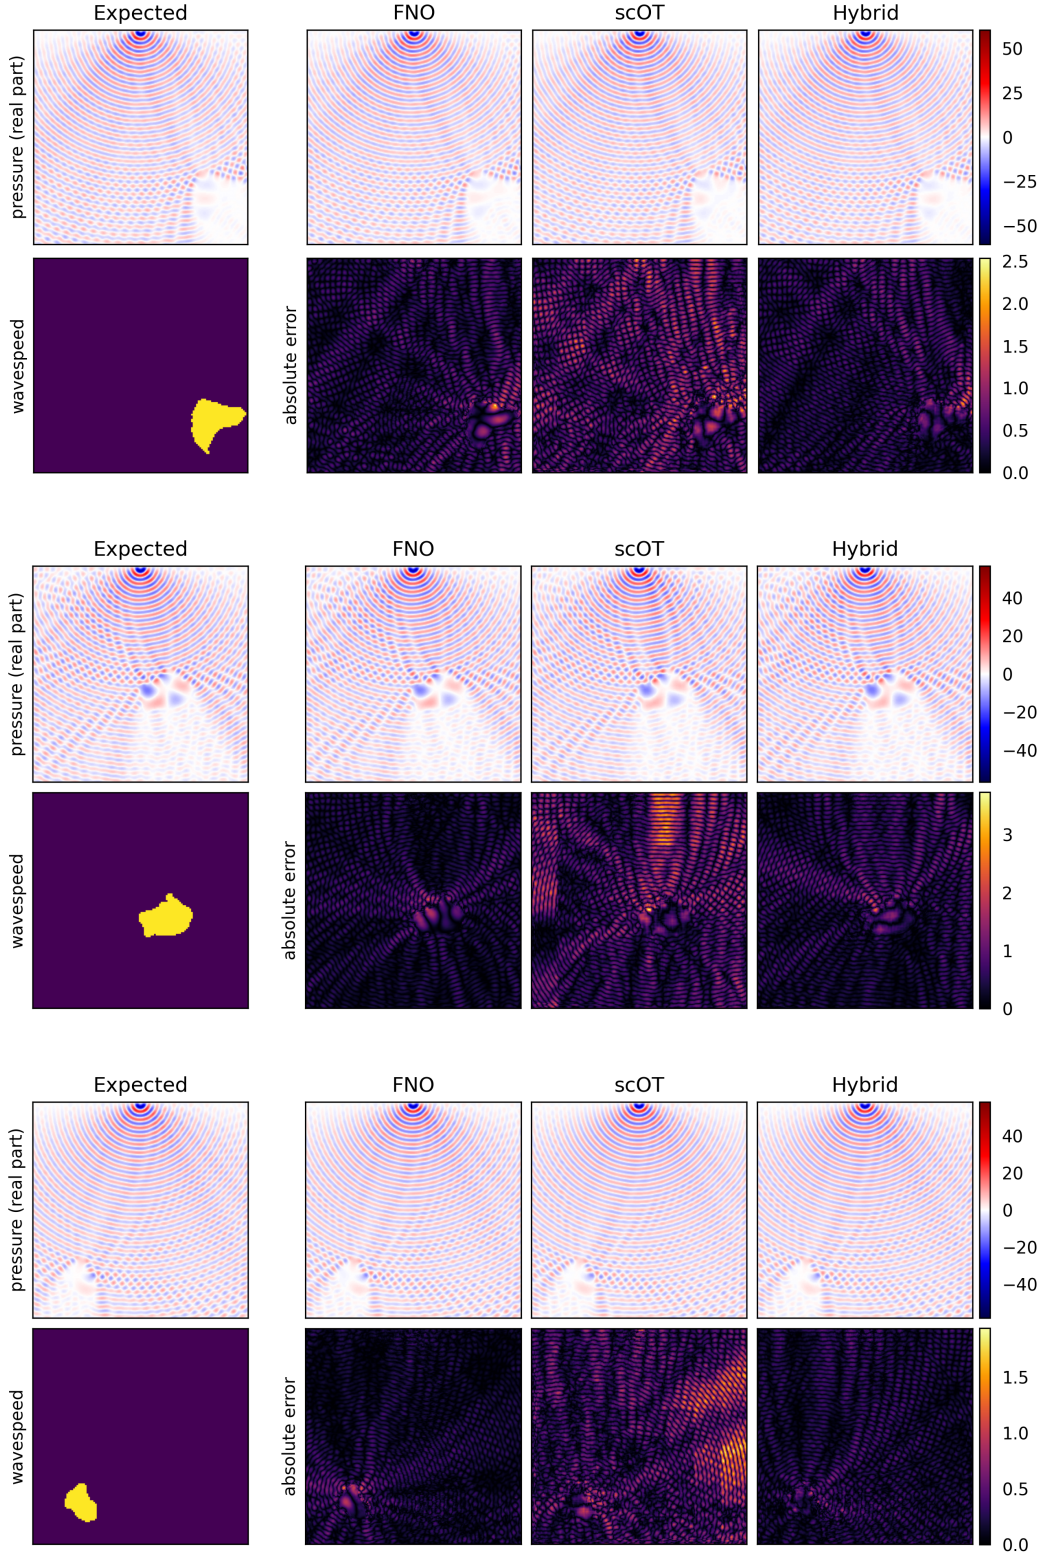 Expected FNO scOT Hybrid
pressure (real part)
50
25
0
−25
−50
wavespeed
absolute error
2.5
2.0
1.5
1.0
0.5
0.0
Expected FNO scOT Hybrid
pressure (real part)
40
20
0
−20
−40
wavespeed
absolute error
3
2
1
0
Expected FNO scOT Hybrid
pressure (real part)
40
20
0
−20
−40
wavespeed
absolute error
1.5
1.0
0.5
0.0